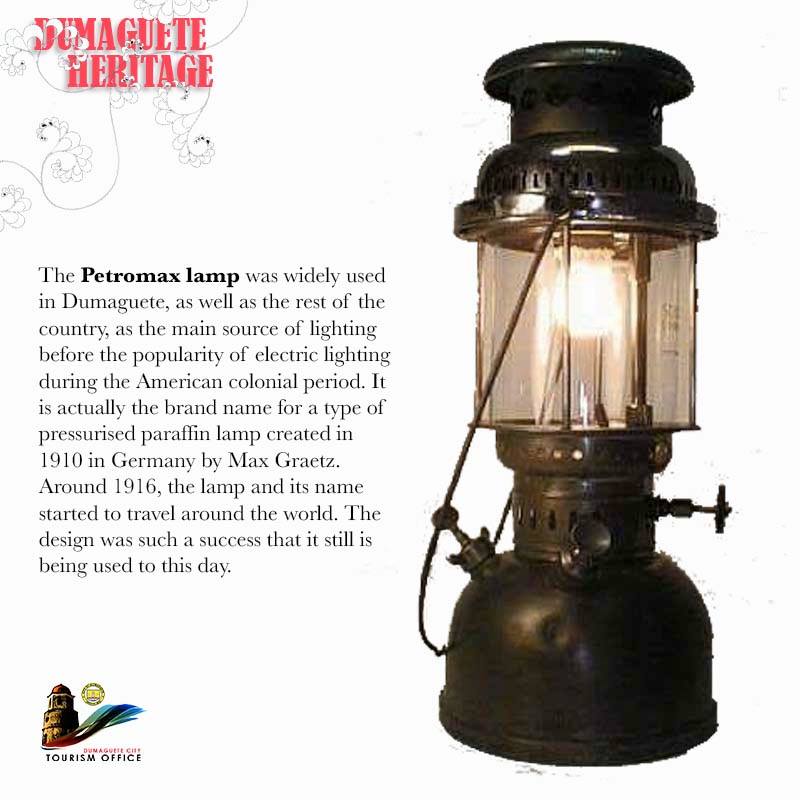 DUMAGUETE
HERITAGE
The Petromax lamp was widely used
in Dumaguete, as well as the rest of the
country, as the main source of lighting
before the popularity of electric lighting
during the American colonial period. It
is actually the brand name for a type of
pressurised paraffin lamp created in
1910 in Germany by Max Graetz.
Around 1916, the lamp and its name
started to travel around the world. The
design was such a success that it still is
being used to this day.
DUMAGUETE CITY
TOURISM OFFICE